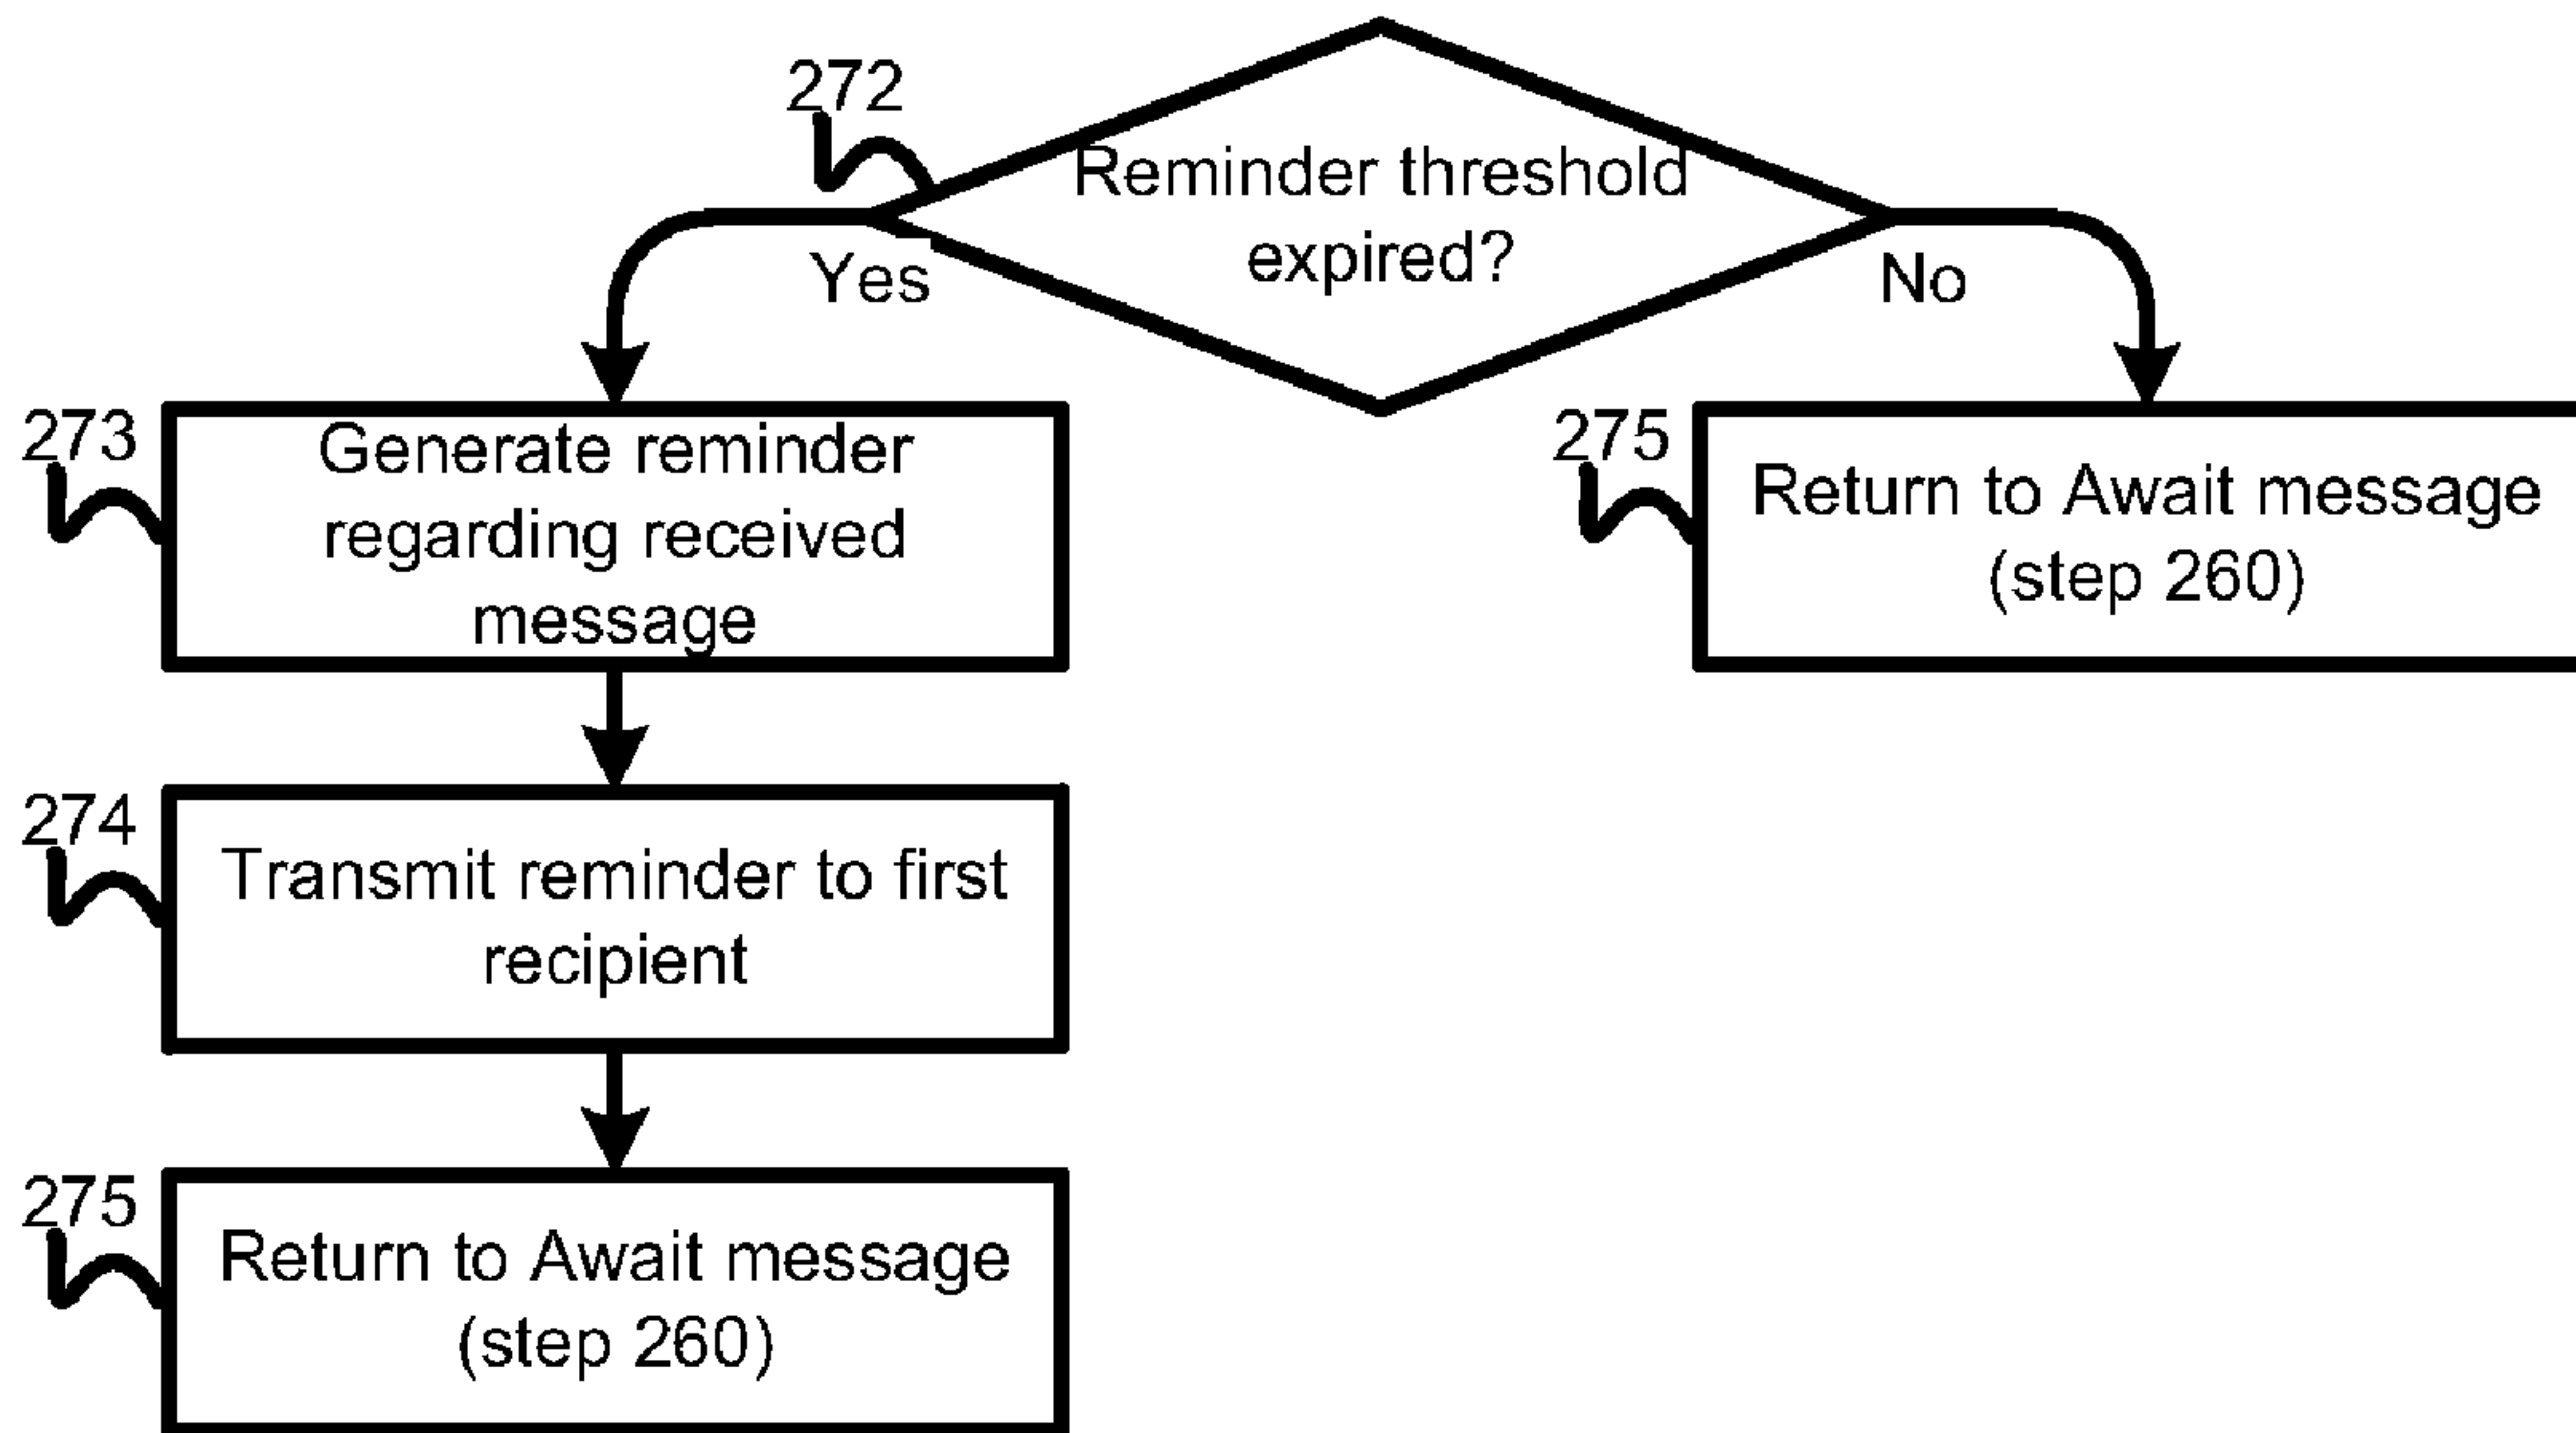 272
Reminder threshold
expired?
Yes
No
273
Generate reminder
regarding received
message
275
Return to Await message
(step 260)
274
Transmit reminder to first
recipient
275
Return to Await message
(step 260)